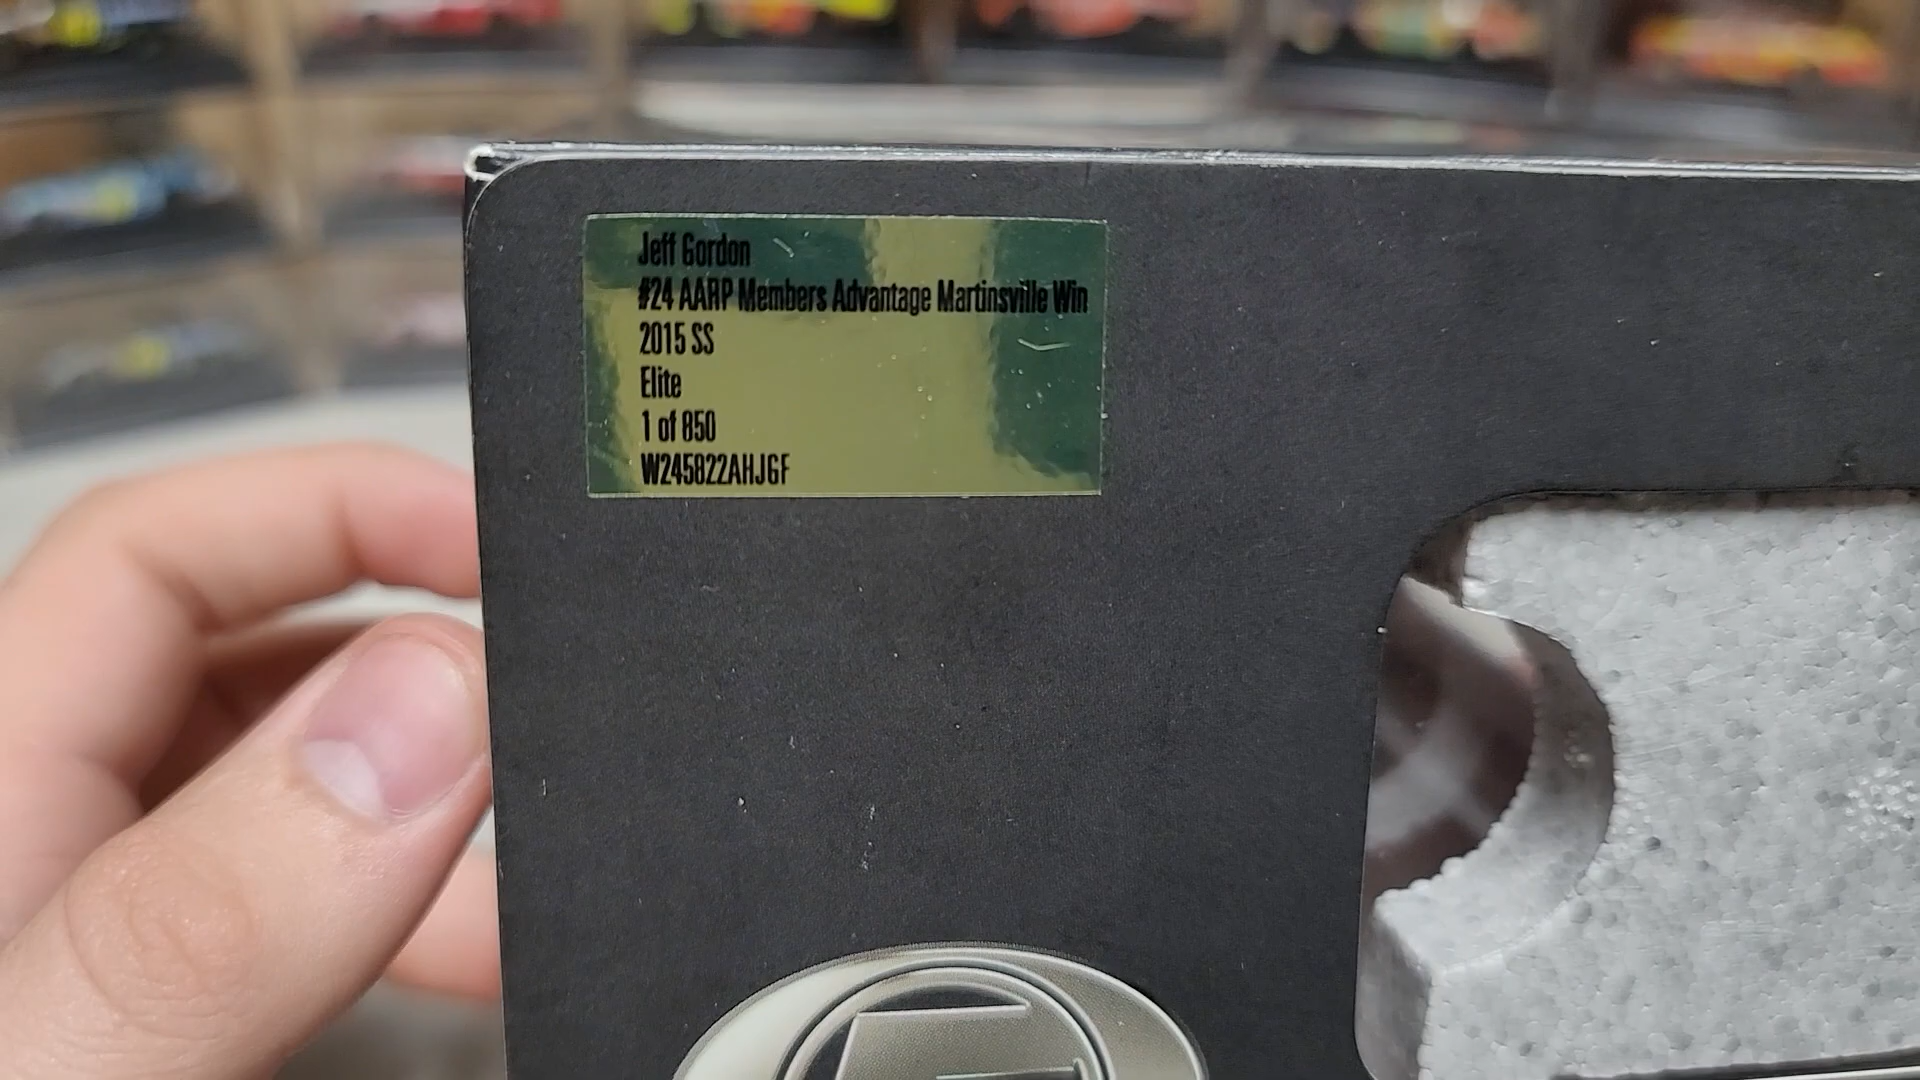 Jeff Gordon
#24 AARP Members Advantage Martinsville Win
2015 SS
Elite
1 of 850
W245822AHJGF